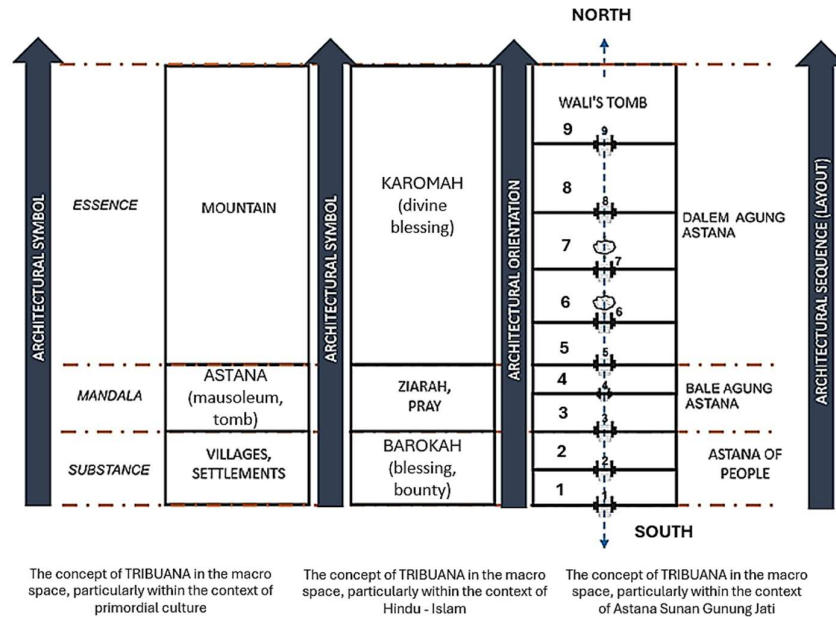 NORTH
ARCHITECTURAL SYMBOL
ESSENCE
MANDALA
SUBSTANCE
MOUNTAIN
ASTANA
(mausoleum,
tomb)
VILLAGES,
SETTLEMENTS
ARCHITECTURAL SYMBOL
KAROMAH
(divine
blessing)
ZIARAH,
PRAY
BAROKAH
(blessing,
bounty)
ARCHITECTURAL ORIENTATION
WALI'S TOMB
9 9
8 8
7
7
6
6
5 5
4 4
3 3
2 2
1 1
DALEM AGUNG
ASTANA
BALE AGUNG
ASTANA
ASTANA OF
PEOPLE
ARCHITECTURAL SEQUENCE (LAYOUT)
SOUTH
The concept of TRIBUANA in the macro
space, particularly within the context of
primordial culture
The concept of TRIBUANA in the macro
space, particularly within the context of
Hindu - Islam
The concept of TRIBUANA in the macro
space, particularly within the context
of Astana Sunan Gunung Jati